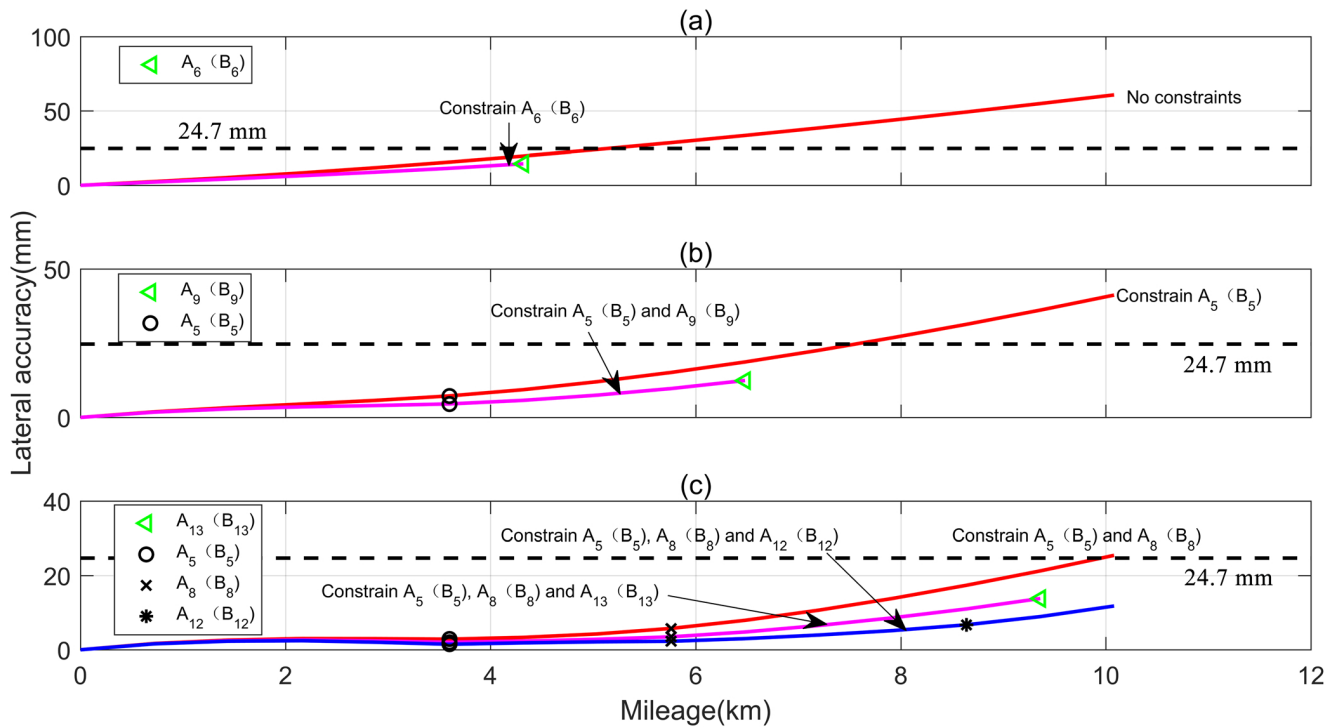 (a)
100
50
0
A₆（B₆）
Constrain A₆（B₆）
24.7 mm
No constraints
(b)
50
0
A₉（B₉）
A₅（B₅）
Constrain A₅（B₅) and A₉（B₉）
Constrain A₅（B₅）
24.7 mm
(c)
40
20
0
A₁₃（B₁₃）
A₅（B₅）
A₈（B₈）
A₁₂（B₁₂）
Constrain A₅（B₅), A₈（B₈) and A₁₂（B₁₂）
Constrain A₅（B₅) and A₈（B₈）
Constrain A₅（B₅), A₈（B₈) and A₁₃（B₁₃）
24.7 mm
0 2 4 6 8 10 12
Mileage(km)
Lateral accuracy(mm)